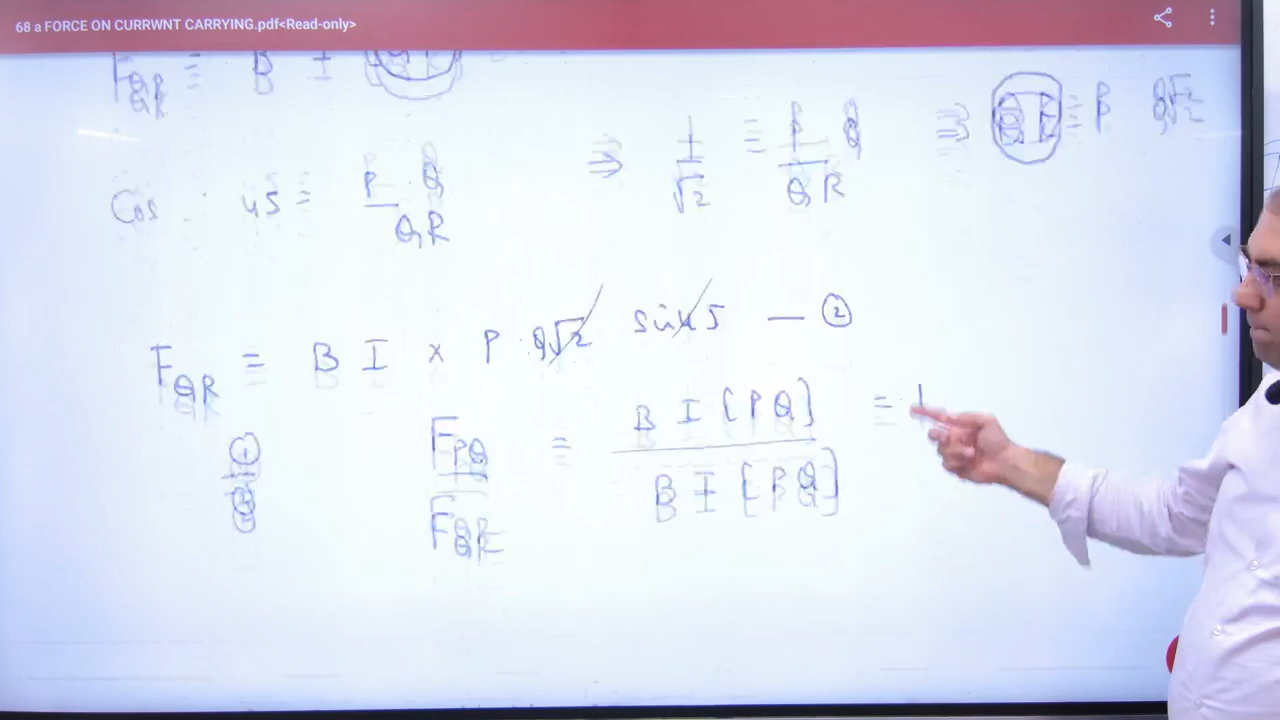 68 a FORCE ON CURRWNT CARRYING.pdf<Read-only>
F_QR = B I
Cos 45 = PQ / QR ⇒ 1/√2 = PQ / QR ⇒ QR = PQ√2
F_QR = B I × PQ√2 sin45 — ②
①/② F_PQ / F_QR = B I [PQ] / B I [PQ] = 1